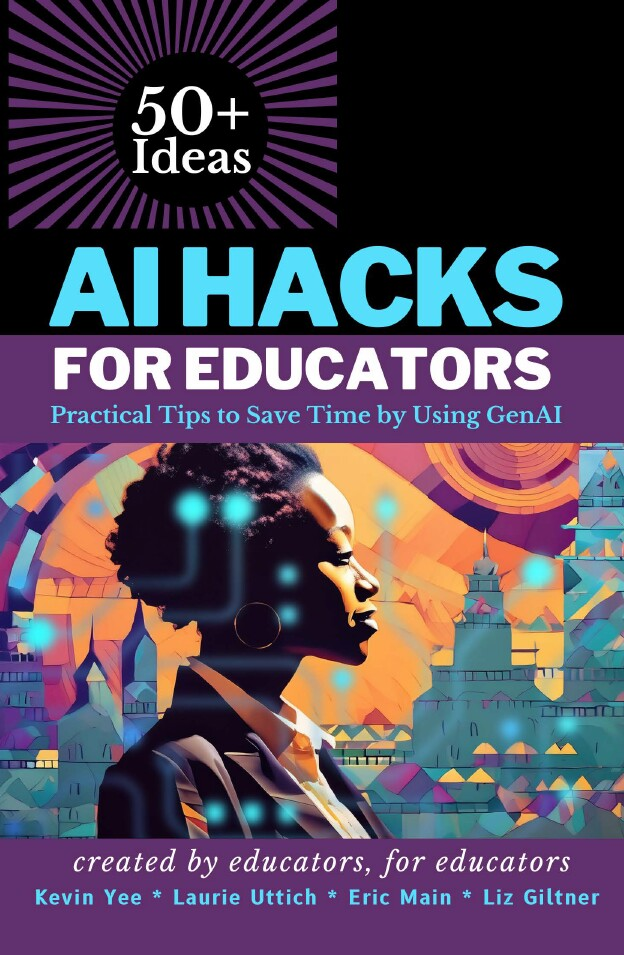 50+
Ideas
AI HACKS
FOR EDUCATORS
Practical Tips to Save Time by Using GenAI
created by educators, for educators
Kevin Yee * Laurie Uttich * Eric Main * Liz Giltner